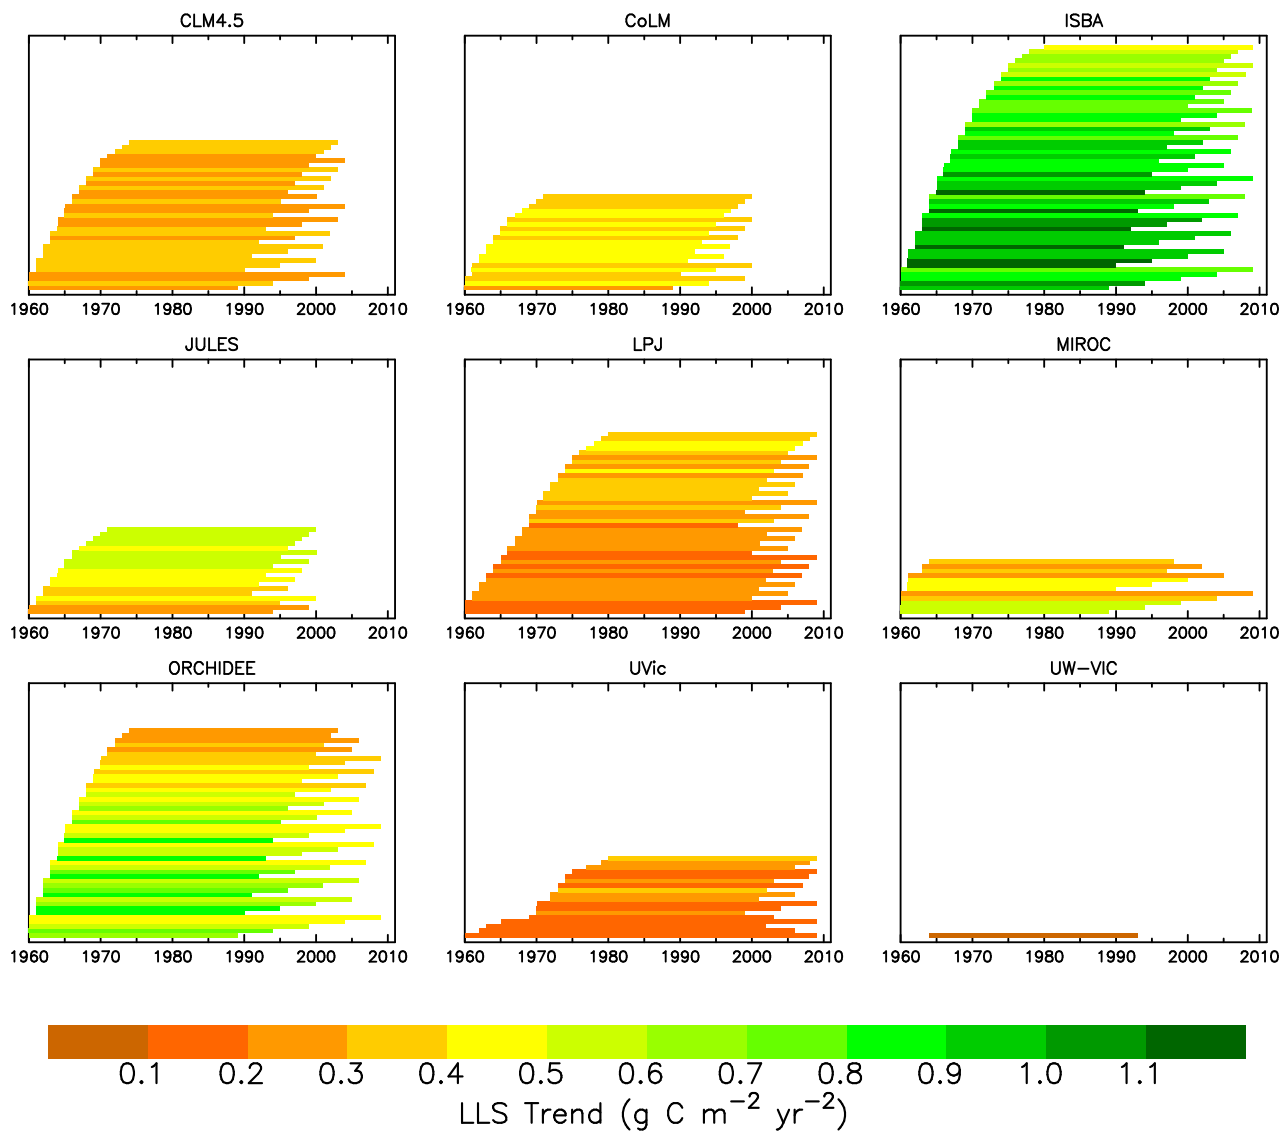 CLM4.5 CoLM ISBA
1960 1970 1980 1990 2000 2010 1960 1970 1980 1990 2000 2010 1960 1970 1980 1990 2000 2010
JULES LPJ MIROC
1960 1970 1980 1990 2000 2010 1960 1970 1980 1990 2000 2010 1960 1970 1980 1990 2000 2010
ORCHIDEE UVic UW−VIC
1960 1970 1980 1990 2000 2010 1960 1970 1980 1990 2000 2010 1960 1970 1980 1990 2000 2010
0.1 0.2 0.3 0.4 0.5 0.6 0.7 0.8 0.9 1.0 1.1
LLS Trend (g C m⁻² yr⁻²)